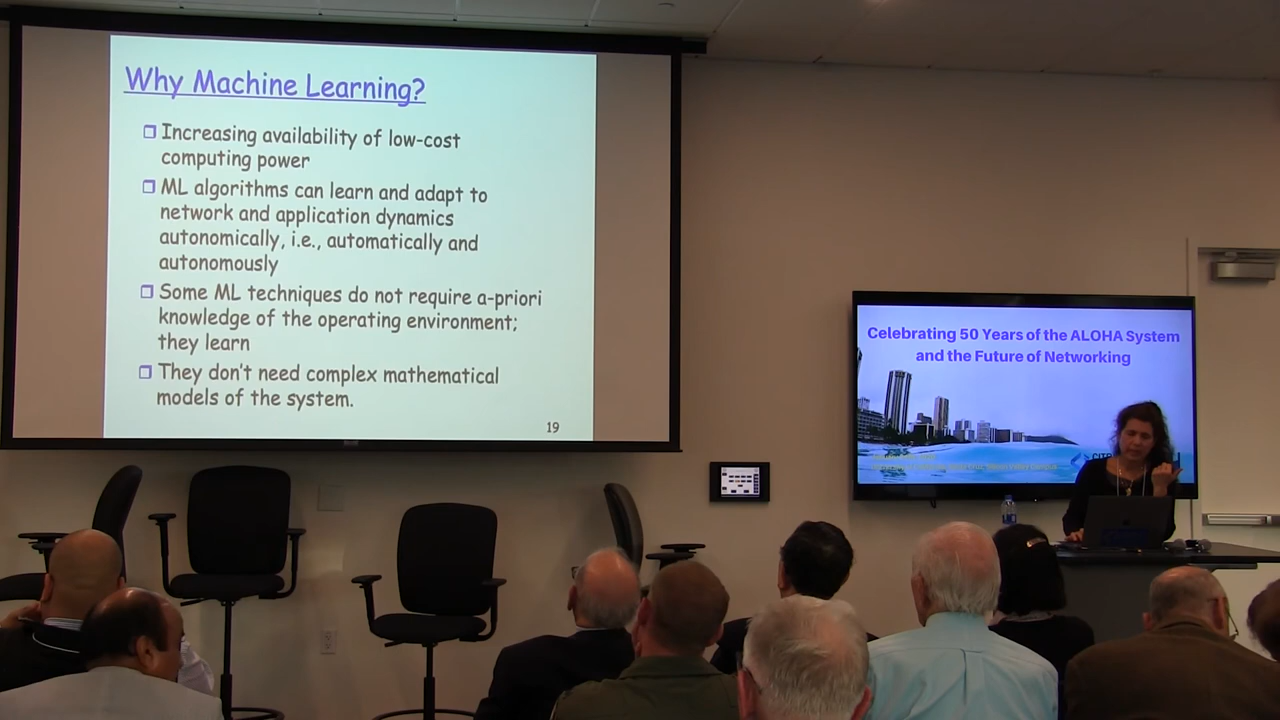 Why Machine Learning?
Increasing availability of low-cost
computing power
ML algorithms can learn and adapt to
network and application dynamics
autonomically, i.e., automatically and
autonomously
Some ML techniques do not require a-priori
knowledge of the operating environment;
they learn
They don't need complex mathematical
models of the system.
19
Celebrating 50 Years of the ALOHA System
and the Future of Networking